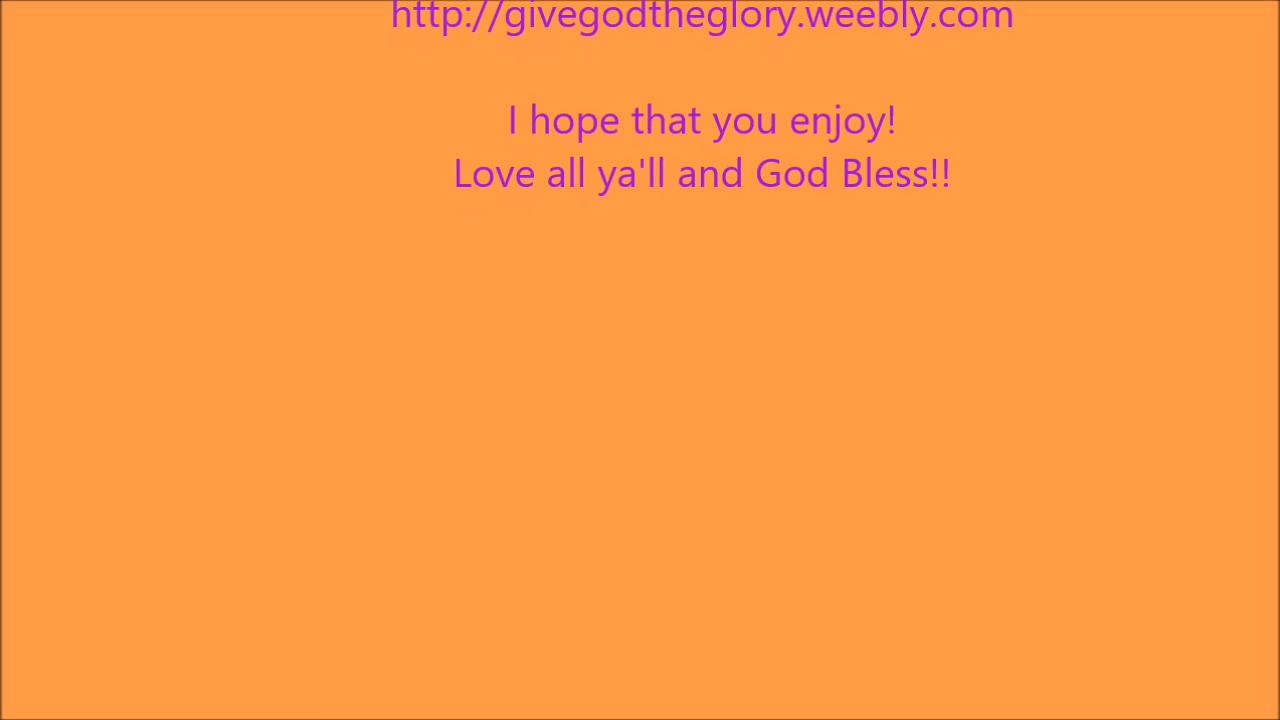 http://givegodtheglory.weebly.com
I hope that you enjoy!
Love all ya'll and God Bless!!